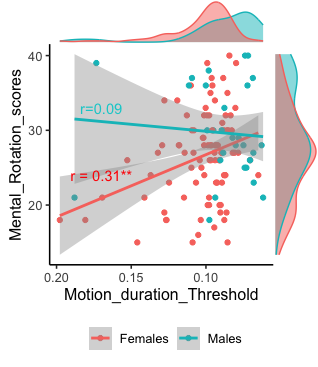 40
30
20
Mental_Rotation_scores
r=0.09
r = 0.31**
0.20 0.15 0.10
Motion_duration_Threshold
Females Males